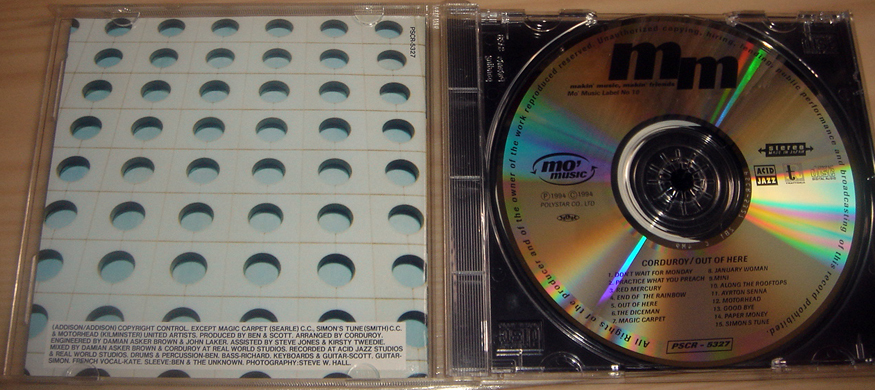 PSCR-5327
(ADDISON/ADDISON) COPYRIGHT CONTROL. EXCEPT MAGIC CARPET (SEARLE) C.C., SIMON'S TUNE (SMITH) C.C.
& MOTORHEAD (KILMINSTER) UNITED ARTISTS. PRODUCED BY BEN & SCOTT. ARRANGED BY CORDUROY.
ENGINEERED BY DAMIAN ASKER BROWN & JOHN LAKER. ASSISTED BY STEVE JONES & KIRSTY TWEEDIE.
MIXED BY DAMIAN ASKER BROWN & CORDUROY AT REAL WORLD STUDIOS. RECORDED AT ACID JAZZ STUDIOS
& REAL WORLD STUDIOS. DRUMS & PERCUSSION-BEN. BASS-RICHARD. KEYBOARDS & GUITAR-SCOTT. GUITAR-
SIMON. FRENCH VOCAL-KATE. SLEEVE-BEN & THE UNKNOWN. PHOTOGRAPHY:STEVE W. HALL.
All Rights of the producer and of the owner of the work reproduced reserved. Unauthorized copying, hiring, public performance and broadcasting of this record prohibited.
mm
makin' music, makin' friends
Mo' Music Label No 13
stereo
MADE IN JAPAN
mo'
music
ACID
JAZZ
Ⓟ1994 Ⓒ1994
POLYSTAR CO., LTD
CORDUROY/OUT OF HERE
1. DON'T WAIT FOR MONDAY
2. PRACTICE WHAT YOU PREACH
3. RED MERCURY
4. END OF THE RAINBOW
5. OUT OF HERE
6. THE DICEMAN
7. MAGIC CARPET
8. JANUARY WOMAN
9. MINI
10. ALONG THE ROOFTOPS
11. AYRTON SENNA
12. MOTORHEAD
13. GOOD BYE
14. PAPER MONEY
15. SIMON'S TUNE
PSCR-5327